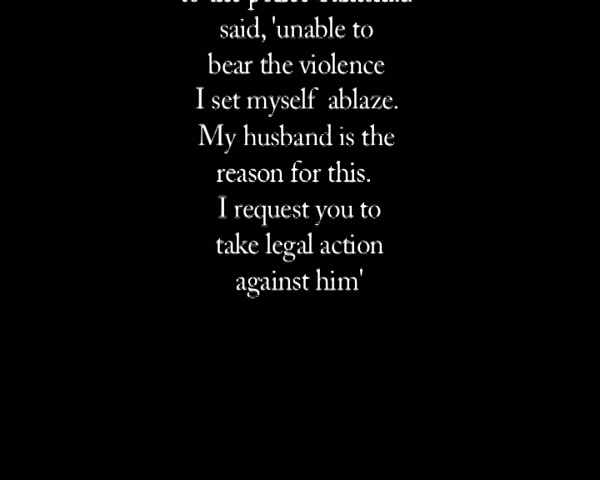 said, 'unable to
bear the violence
I set myself ablaze.
My husband is the
reason for this.
I request you to
take legal action
against him'